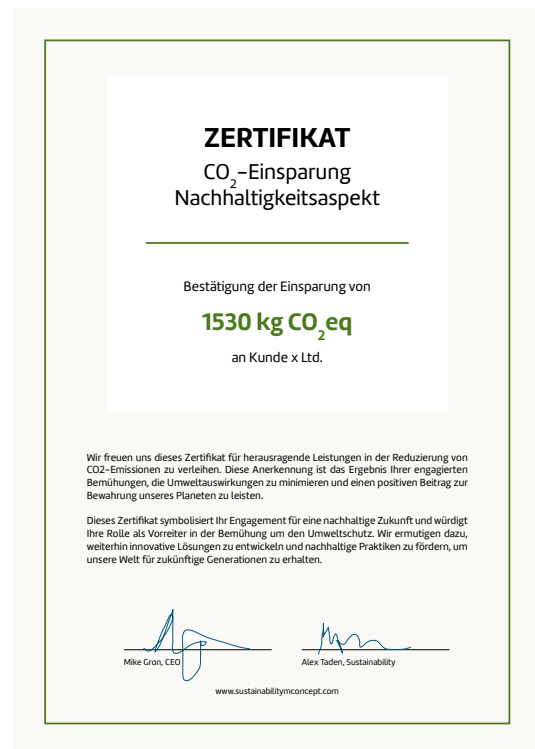 ZERTIFIKAT
CO₂-Einsparung
Nachhaltigkeitsaspekt
Bestätigung der Einsparung von
1530 kg CO₂eq
an Kunde x Ltd.
Wir freuen uns dieses Zertifikat für herausragende Leistungen in der Reduzierung von
CO2-Emissionen zu verleihen. Diese Anerkennung ist das Ergebnis Ihrer engagierten
Bemühungen, die Umweltauswirkungen zu minimieren und einen positiven Beitrag zur
Bewahrung unseres Planeten zu leisten.
Dieses Zertifikat symbolisiert Ihr Engagement für eine nachhaltige Zukunft und würdigt
Ihre Rolle als Vorreiter in der Bemühung um den Umweltschutz. Wir ermutigen dazu,
weiterhin innovative Lösungen zu entwickeln und nachhaltige Praktiken zu fördern, um
unsere Welt für zukünftige Generationen zu erhalten.
Mike Gron, CEO
Alex Taden, Sustainability
www.sustainabilitymconcept.com